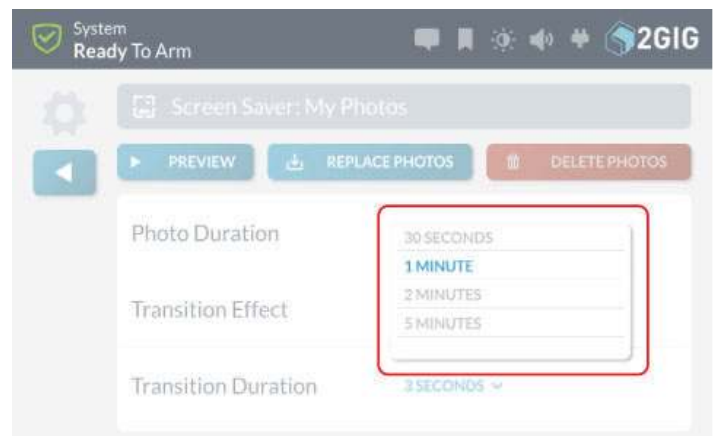 System
Ready To Arm
2GIG
Screen Saver: My Photos
PREVIEW
REPLACE PHOTOS
DELETE PHOTOS
Photo Duration
30 SECONDS
1 MINUTE
2 MINUTES
5 MINUTES
Transition Effect
Transition Duration
3 SECONDS